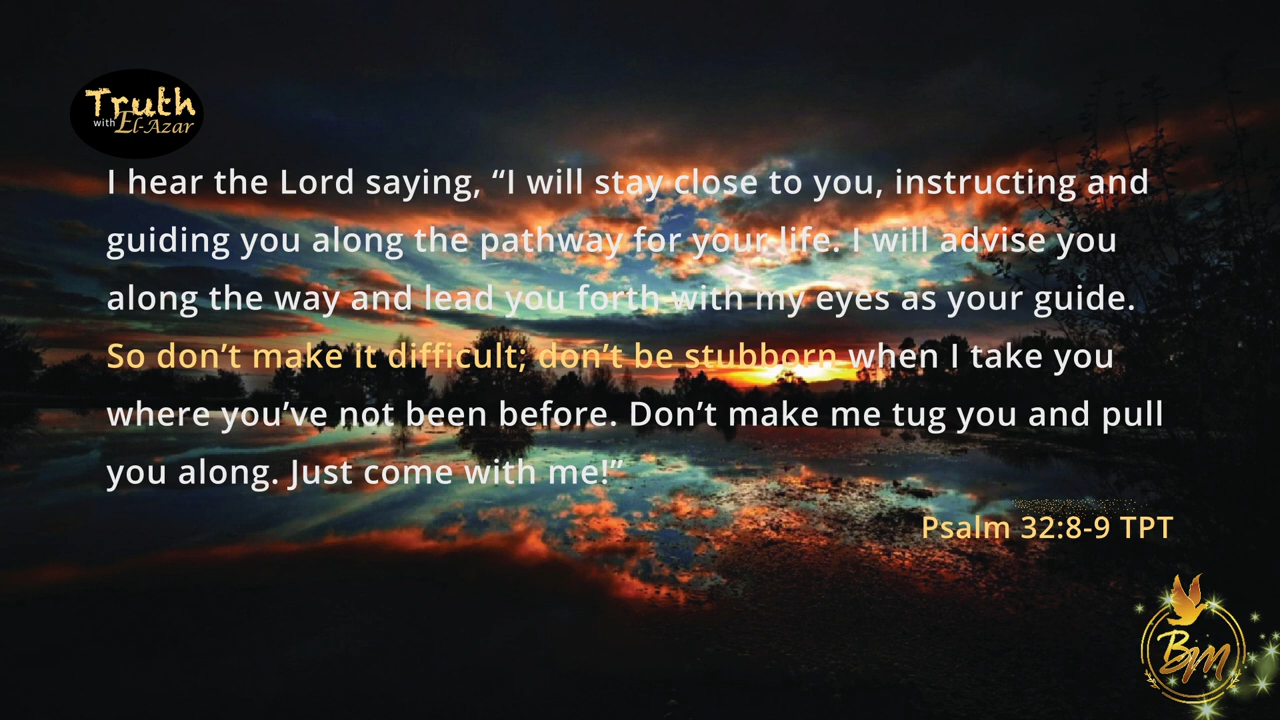 Truth
with El-Azar
I hear the Lord saying, “I will stay close to you, instructing and
guiding you along the pathway for your life. I will advise you
along the way and lead you forth with my eyes as your guide.
So don’t make it difficult; don’t be stubborn when I take you
where you’ve not been before. Don’t make me tug you and pull
you along. Just come with me!”
Psalm 32:8-9 TPT
BJM